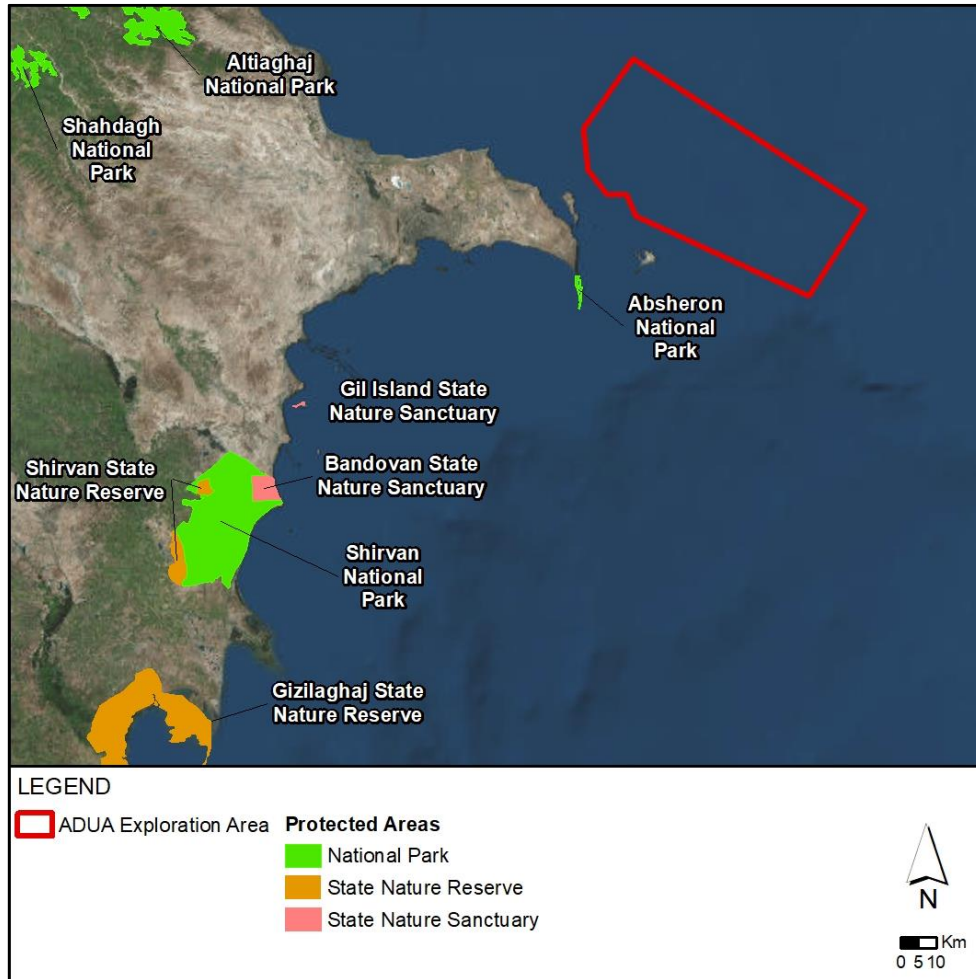 Altiaghaj
National Park
Shahdagh
National
Park
Absheron
National
Park
Gil Island State
Nature Sanctuary
Shirvan State
Nature Reserve
Bandovan State
Nature Sanctuary
Shirvan
National
Park
Gizilaghaj State
Nature Reserve
LEGEND
ADUA Exploration Area
Protected Areas
National Park
State Nature Reserve
State Nature Sanctuary
N
Km
0 5 10